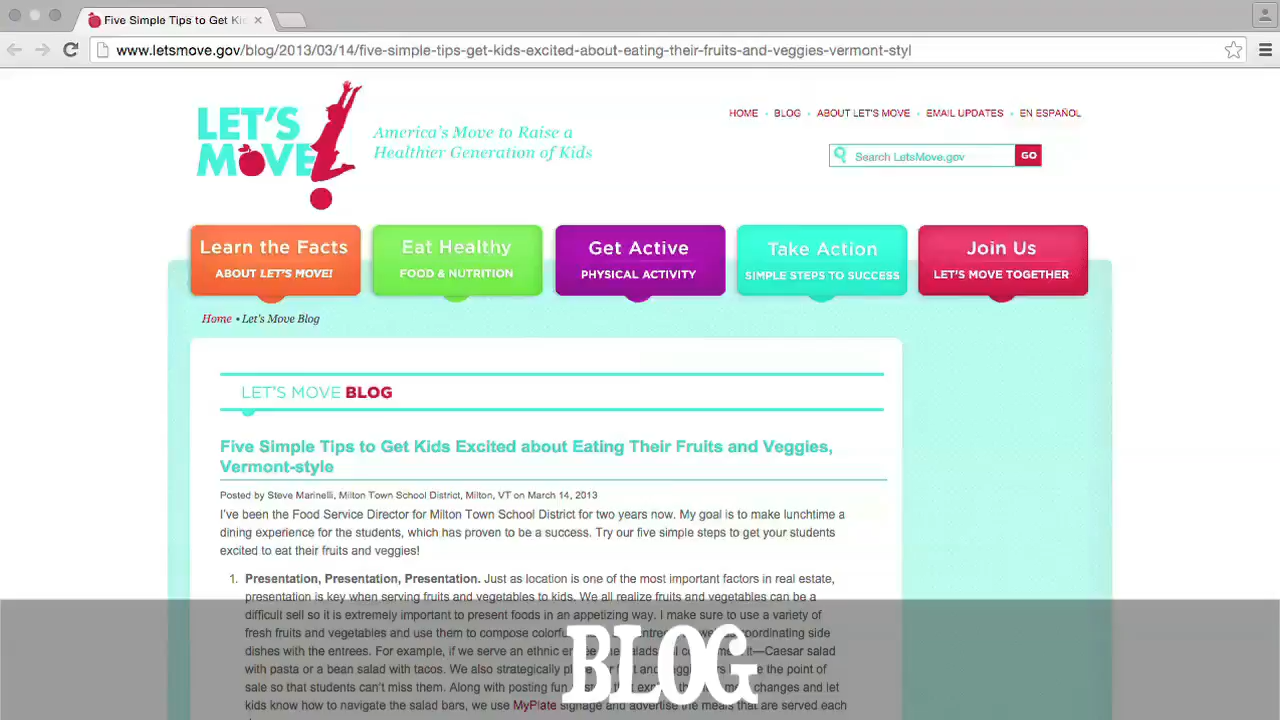 Five Simple Tips to Get Ki
www.letsmove.gov/blog/2013/03/14/five-simple-tips-get-kids-excited-about-eating-their-fruits-and-veggies-vermont-styl
LET'S
MOVE!
America's Move to Raise a
Healthier Generation of Kids
HOME • BLOG • ABOUT LET'S MOVE • EMAIL UPDATES • EN ESPAÑOL
Search LetsMove.gov GO
Learn the Facts
ABOUT LET'S MOVE!
Eat Healthy
FOOD & NUTRITION
Get Active
PHYSICAL ACTIVITY
Take Action
SIMPLE STEPS TO SUCCESS
Join Us
LET'S MOVE TOGETHER
Home • Let's Move Blog
LET'S MOVE BLOG
Five Simple Tips to Get Kids Excited about Eating Their Fruits and Veggies,
Vermont-style
Posted by Steve Marinelli, Milton Town School District, Milton, VT on March 14, 2013
I've been the Food Service Director for Milton Town School District for two years now. My goal is to make lunchtime a
dining experience for the students, which has proven to be a success. Try our five simple steps to get your students
excited to eat their fruits and veggies!
1. Presentation, Presentation, Presentation. Just as location is one of the most important factors in real estate,
presentation is key when serving fruits and vegetables to kids. We all realize fruits and vegetables can be a
difficult sell so it is extremely important to present foods in an appetizing way. I make sure to use a variety of
fresh fruits and vegetables and use them to compose coordinating side
dishes with the entrees. For example, if we serve an ethnic it—Caesar salad
with pasta or a bean salad with tacos. We also strategically the point of
sale so that students can't miss them. Along with posting fun changes and let
kids know how to navigate the salad bars, we use MyPlate signage and advertise the meals that are served each
BLOG